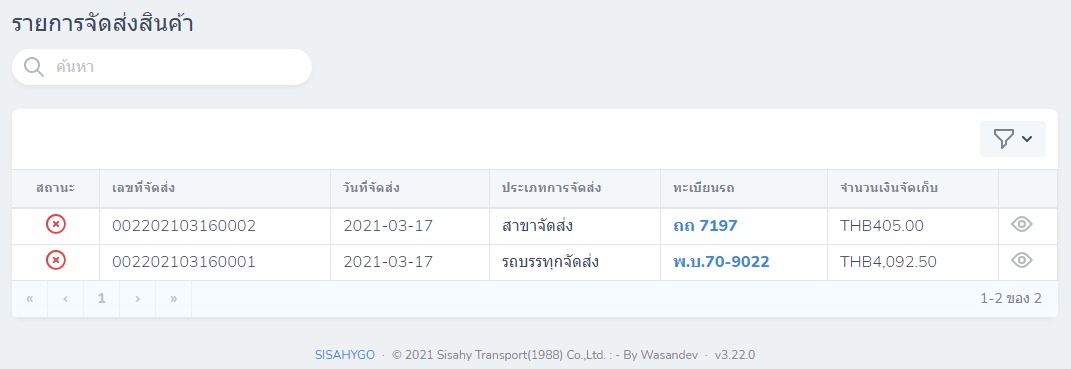 รายการจัดส่งสินค้า
ค้นหา
สถานะ เลขที่จัดส่ง วันที่จัดส่ง ประเภทการจัดส่ง ทะเบียนรถ จำนวนเงินจัดเก็บ
002202103160002 2021-03-17 สาขาจัดส่ง ถถ 7197 THB405.00
002202103160001 2021-03-17 รถบรรทุกจัดส่ง พ.บ.70-9022 THB4,092.50
« ‹ 1 › » 1-2 ของ 2
SISAHYGO · © 2021 Sisahy Transport(1988) Co.,Ltd. : - By Wasandev · v3.22.0